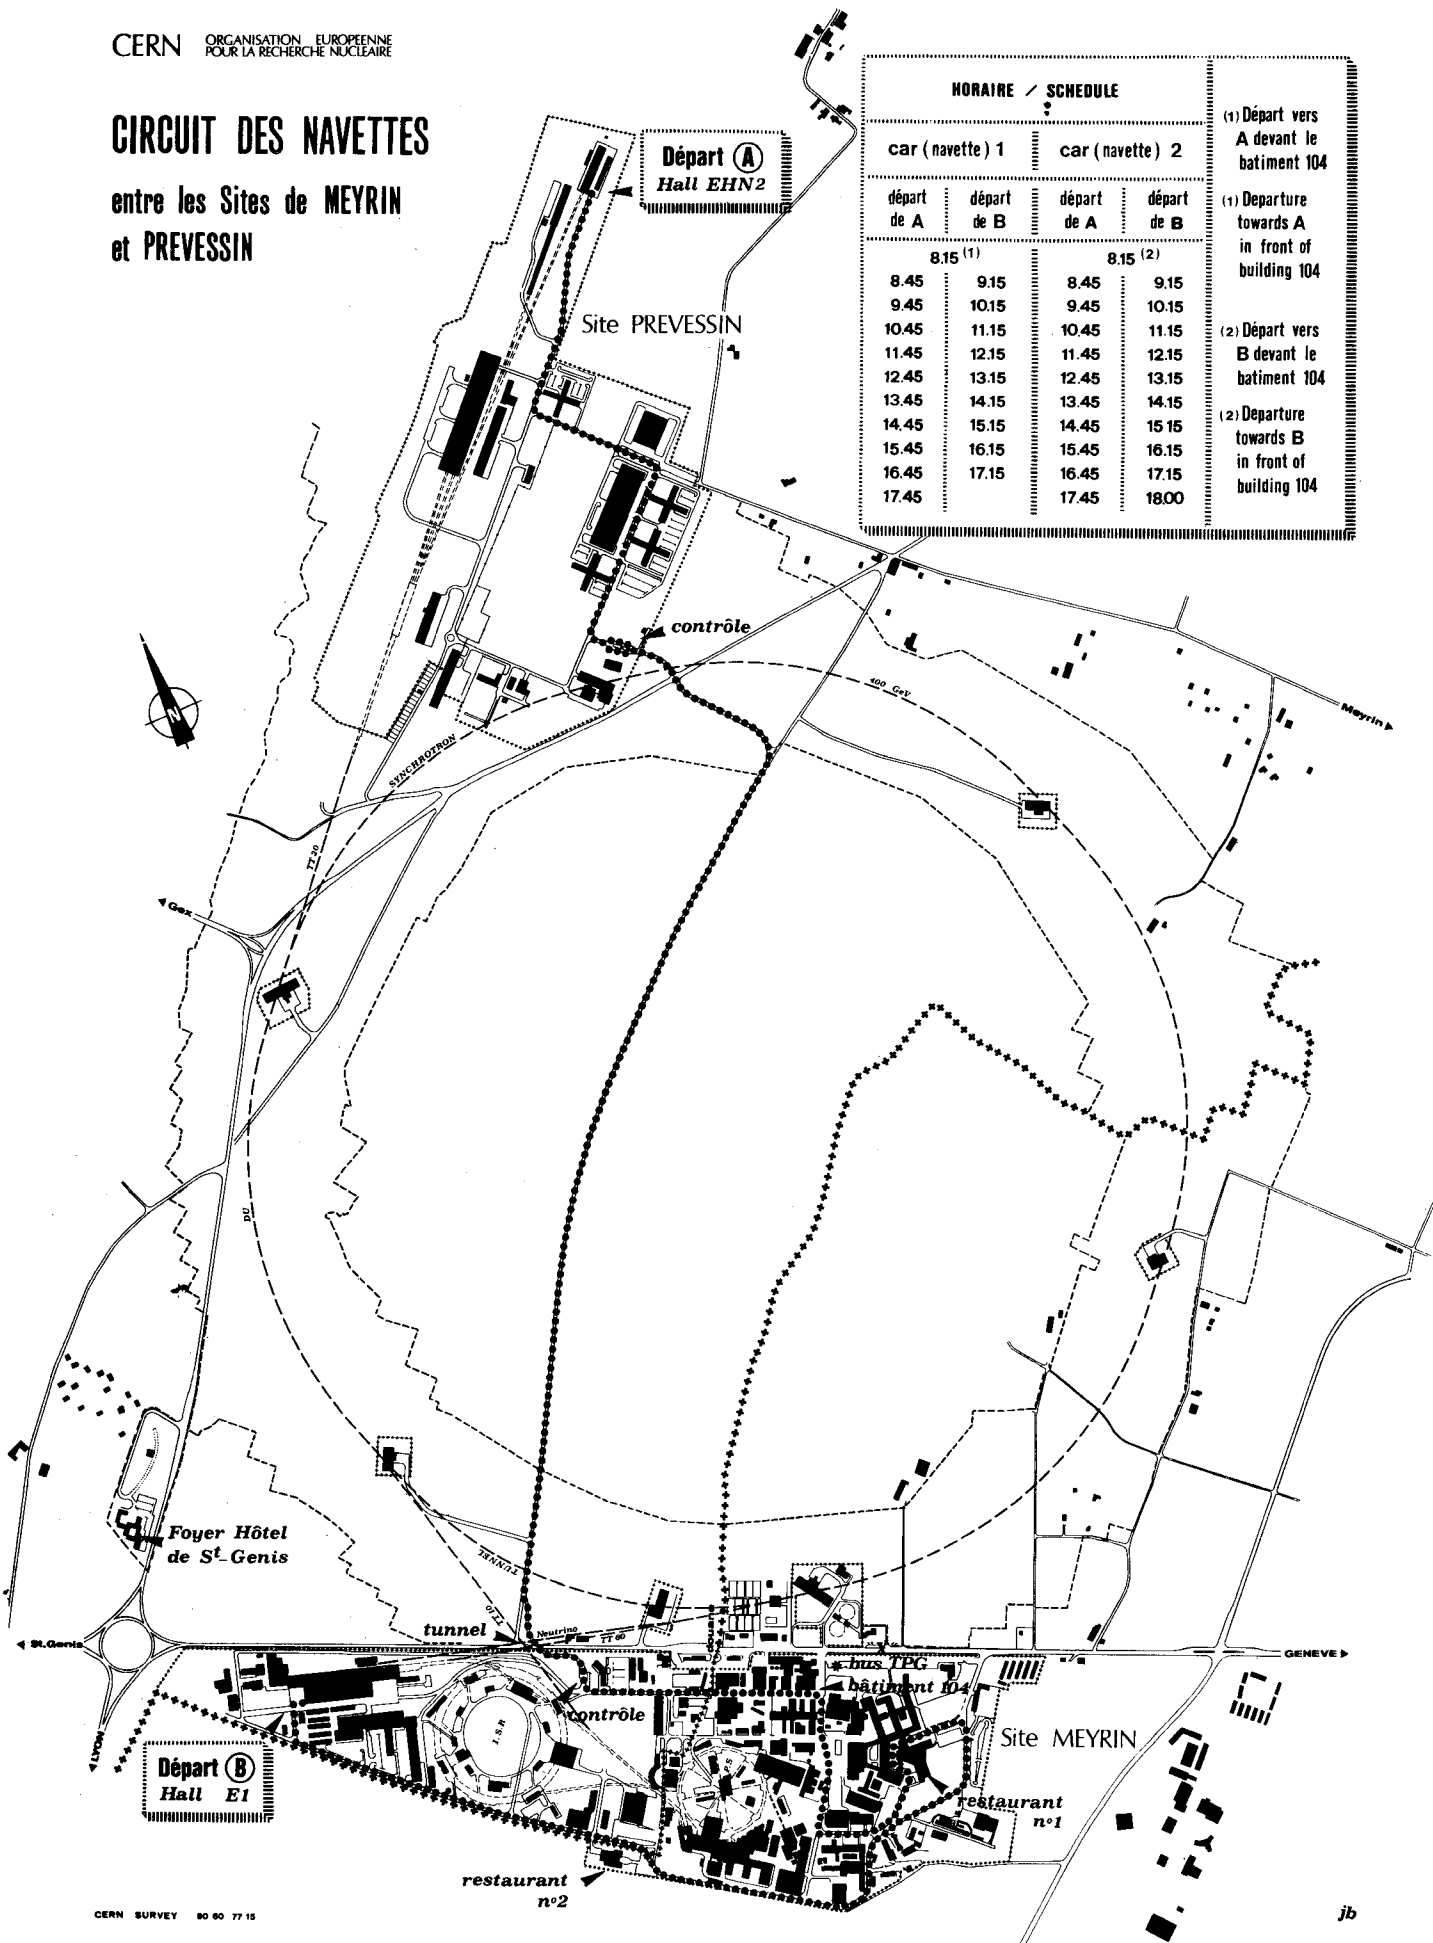 CERN ORGANISATION EUROPEENNE
POUR LA RECHERCHE NUCLEAIRE
CIRCUIT DES NAVETTES
entre les Sites de MEYRIN
et PREVESSIN
Départ A
Hall EHN2
HORAIRE / SCHEDULE
car (navette) 1 car (navette) 2
départ départ départ départ
de A de B de A de B
8.15 (1) 8.15 (2)
8.45 9.15 8.45 9.15
9.45 10.15 9.45 10.15
10.45 11.15 10.45 11.15
11.45 12.15 11.45 12.15
12.45 13.15 12.45 13.15
13.45 14.15 13.45 14.15
14.45 15.15 14.45 15 15
15.45 16.15 15.45 16.15
16.45 17.15 16.45 17.15
17.45 17.45 18.00
(1) Départ vers
A devant le
batiment 104
(1) Departure
towards A
in front of
building 104
(2) Départ vers
B devant le
batiment 104
(2) Departure
towards B
in front of
building 104
Site PREVESSIN
contrôle
N
400 GeV
Meyrin
SYNCHROTRON
TT 20
Gex
DU
Foyer Hôtel
de St-Genis
TUNNEL
TT10
tunnel
Neutrino
TT 60
douane
St.Genis
GENEVE
bus TPG
bâtiment 104
contrôle
I.S.R
PS
Site MEYRIN
LYON
Départ B
Hall E1
restaurant
n°1
restaurant
n°2
CERN SURVEY 80 60 77 15
jb